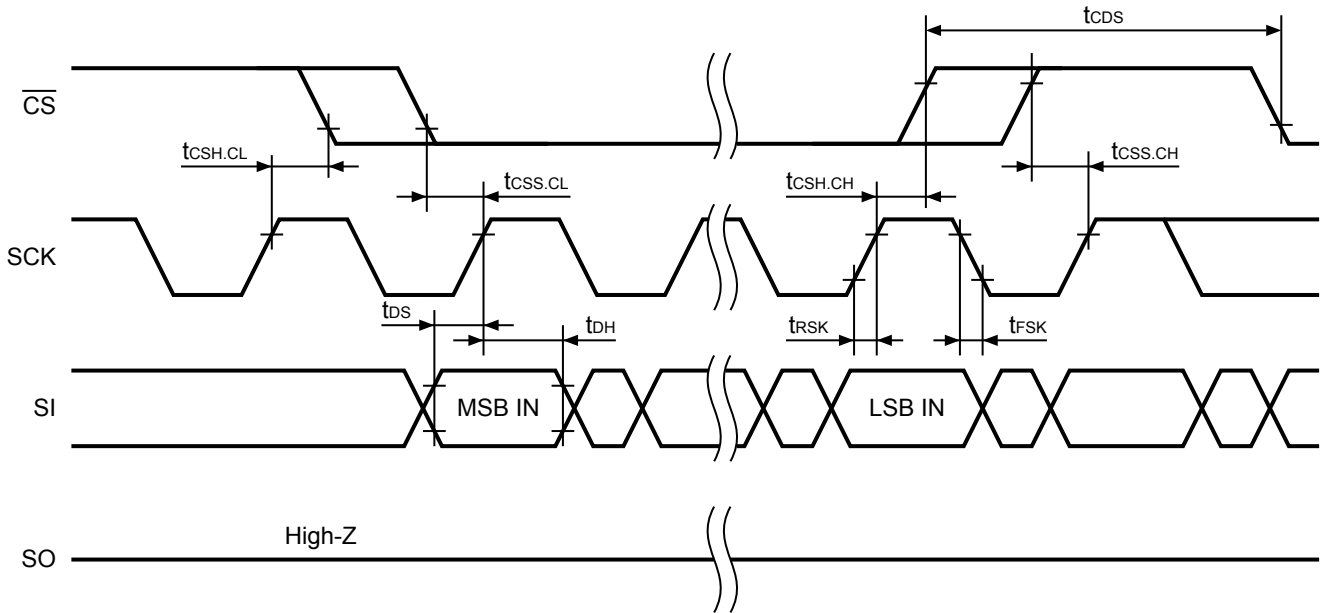 tCDS
CS
tCSH.CL
tCSS.CL
tCSH.CH
tCSS.CH
SCK
tDS
tDH
tRSK
tFSK
SI
MSB IN
LSB IN
High-Z
SO